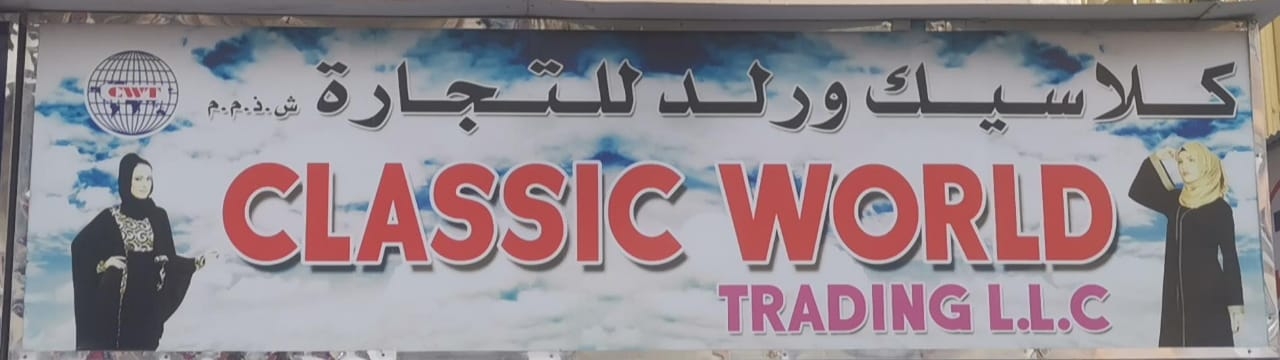 CWT
كلاسيك ورلد للتجارة ش.ذ.م.م
CLASSIC WORLD
TRADING L.L.C